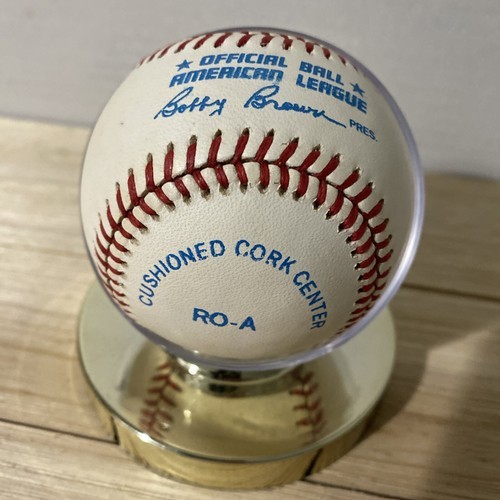 ★ OFFICIAL BALL ★
AMERICAN LEAGUE
Bobby Brown PRES.
CUSHIONED CORK CENTER
RO-A